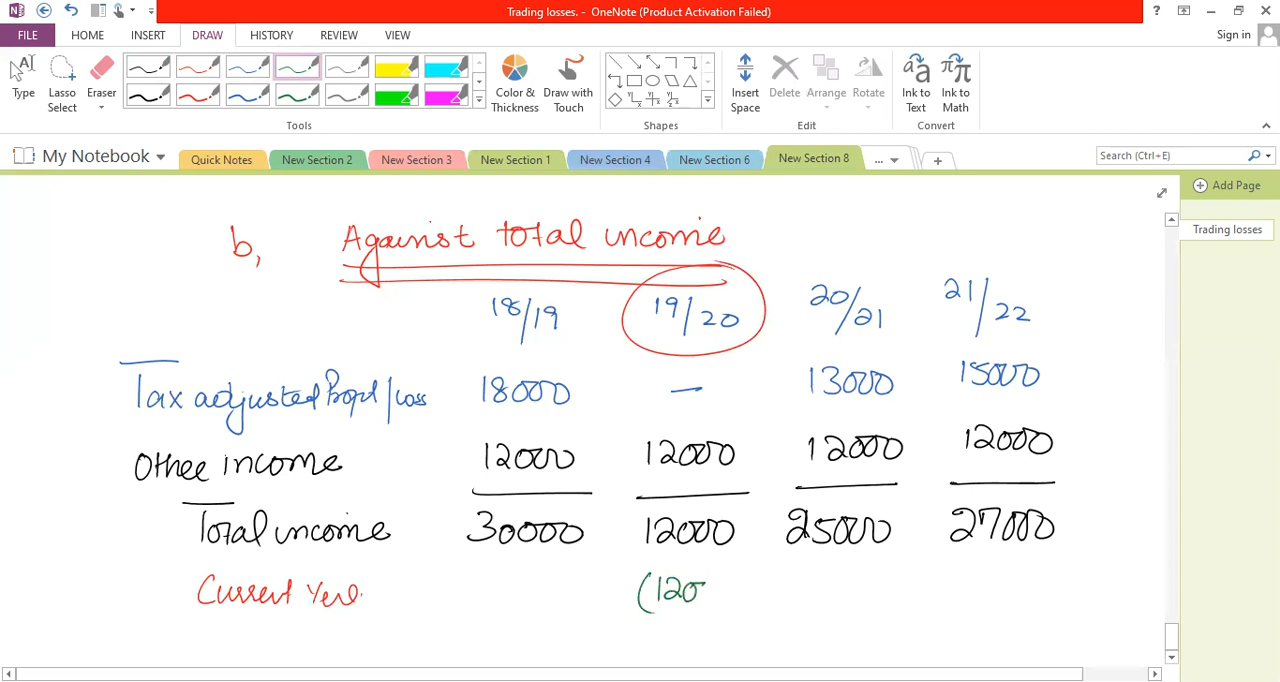 Trading losses. - OneNote (Product Activation Failed)
FILE HOME INSERT DRAW HISTORY REVIEW VIEW Sign in
Type Lasso Select Eraser Color & Thickness Draw with Touch Insert Space Delete Arrange Rotate Ink to Text Ink to Math
Tools Shapes Edit Convert
My Notebook Quick Notes New Section 2 New Section 3 New Section 1 New Section 4 New Section 6 New Section 8 ... Search (Ctrl+E)
Add Page
Trading losses
b, Against total income
18/19 19/20 20/21 21/22
Tax adjusted Profit/Loss 18000 — 13000 15000
Other income 12000 12000 12000 12000
Total income 30000 12000 25000 27000
Current (120